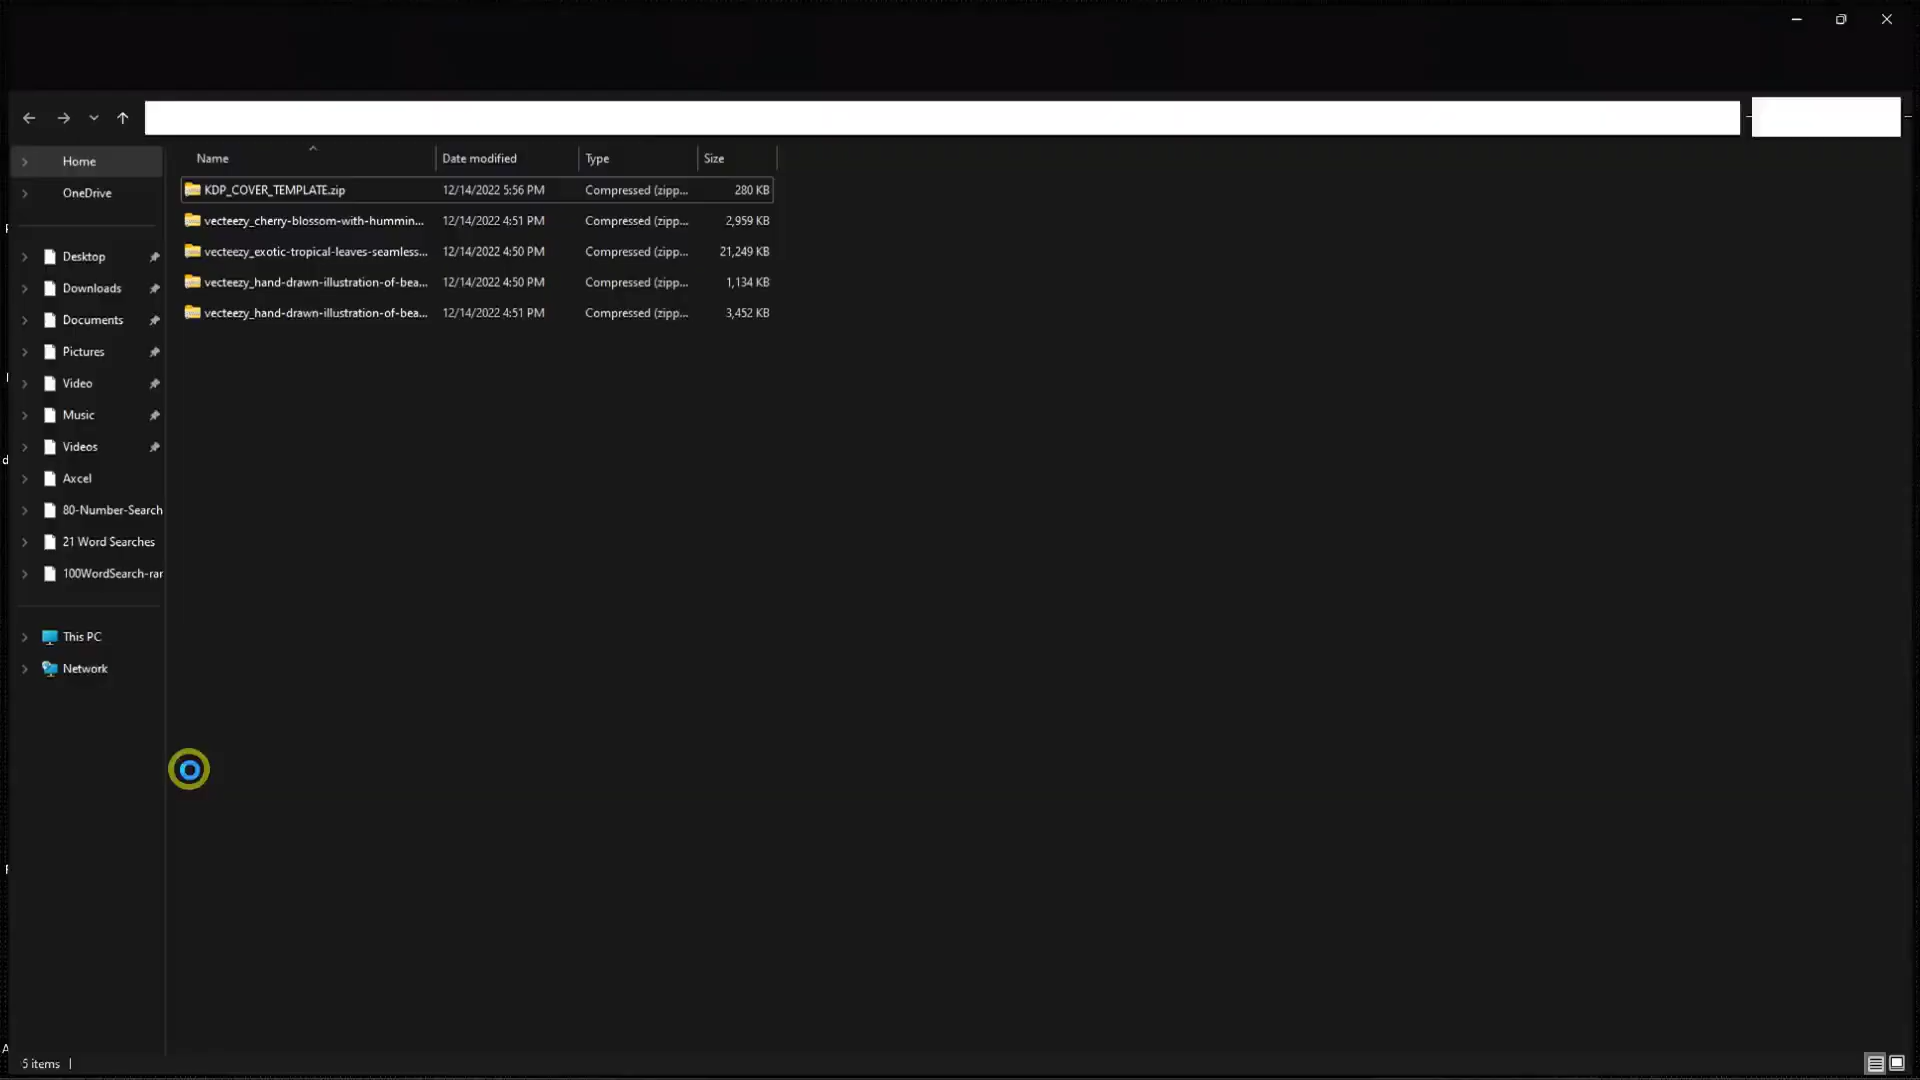 Name Date modified Type Size
Home
OneDrive
Desktop
Downloads
Documents
Pictures
Video
Music
Videos
Axcel
80-Number-Search
21 Word Searches
100WordSearch-rar
This PC
Network
KDP_COVER_TEMPLATE.zip 12/14/2022 5:56 PM Compressed (zipp... 280 KB
vecteezy_cherry-blossom-with-hummin... 12/14/2022 4:51 PM Compressed (zipp... 2,959 KB
vecteezy_exotic-tropical-leaves-seamless... 12/14/2022 4:50 PM Compressed (zipp... 21,249 KB
vecteezy_hand-drawn-illustration-of-bea... 12/14/2022 4:50 PM Compressed (zipp... 1,134 KB
vecteezy_hand-drawn-illustration-of-bea... 12/14/2022 4:51 PM Compressed (zipp... 3,452 KB
5 items